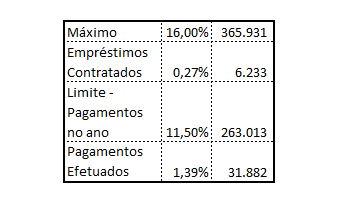 Máximo 16,00% 365.931
Empréstimos
Contratados 0,27% 6.233
Limite -
Pagamentos
no ano 11,50% 263.013
Pagamentos
Efetuados 1,39% 31.882